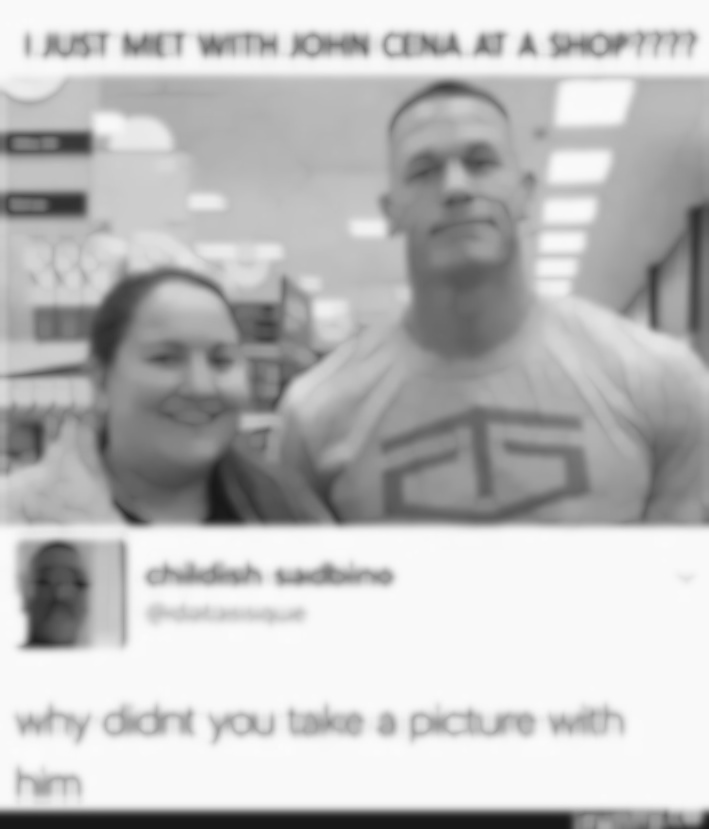 I JUST MET WITH JOHN CENA AT A SHOP????
childish sadbino
why didnt you take a picture with
him